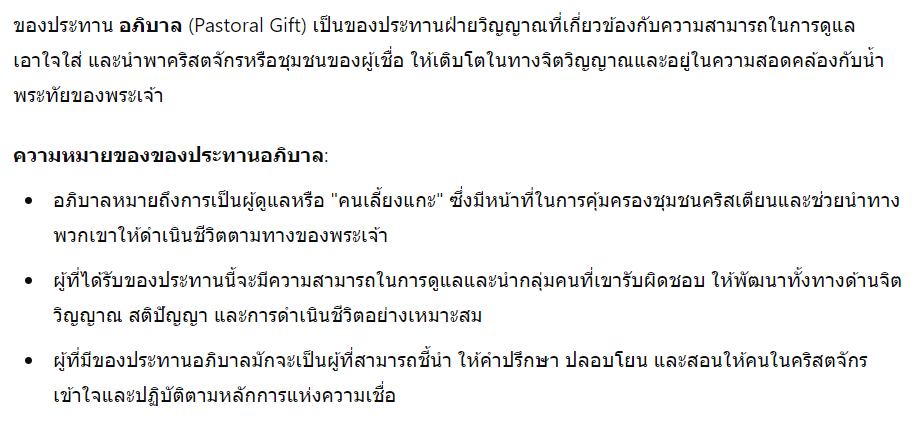 ของประทาน อภิบาล (Pastoral Gift) เป็นของประทานฝ่ายวิญญาณที่เกี่ยวข้องกับความสามารถในการดูแล
เอาใจใส่ และนำพาคริสตจักรหรือชุมชนของผู้เชื่อ ให้เติบโตในทางจิตวิญญาณและอยู่ในความสอดคล้องกับน้ำ
พระทัยของพระเจ้า
ความหมายของของประทานอภิบาล:
• อภิบาลหมายถึงการเป็นผู้ดูแลหรือ "คนเลี้ยงแกะ" ซึ่งมีหน้าที่ในการคุ้มครองชุมชนคริสเตียนและช่วยนำทาง
พวกเขาให้ดำเนินชีวิตตามทางของพระเจ้า
• ผู้ที่ได้รับของประทานนี้จะมีความสามารถในการดูแลและนำกลุ่มคนที่เขารับผิดชอบ ให้พัฒนาทั้งทางด้านจิต
วิญญาณ สติปัญญา และการดำเนินชีวิตอย่างเหมาะสม
• ผู้ที่มีของประทานอภิบาลมักจะเป็นผู้ที่สามารถชี้นำ ให้คำปรึกษา ปลอบโยน และสอนให้คนในคริสตจักร
เข้าใจและปฏิบัติตามหลักการแห่งความเชื่อ